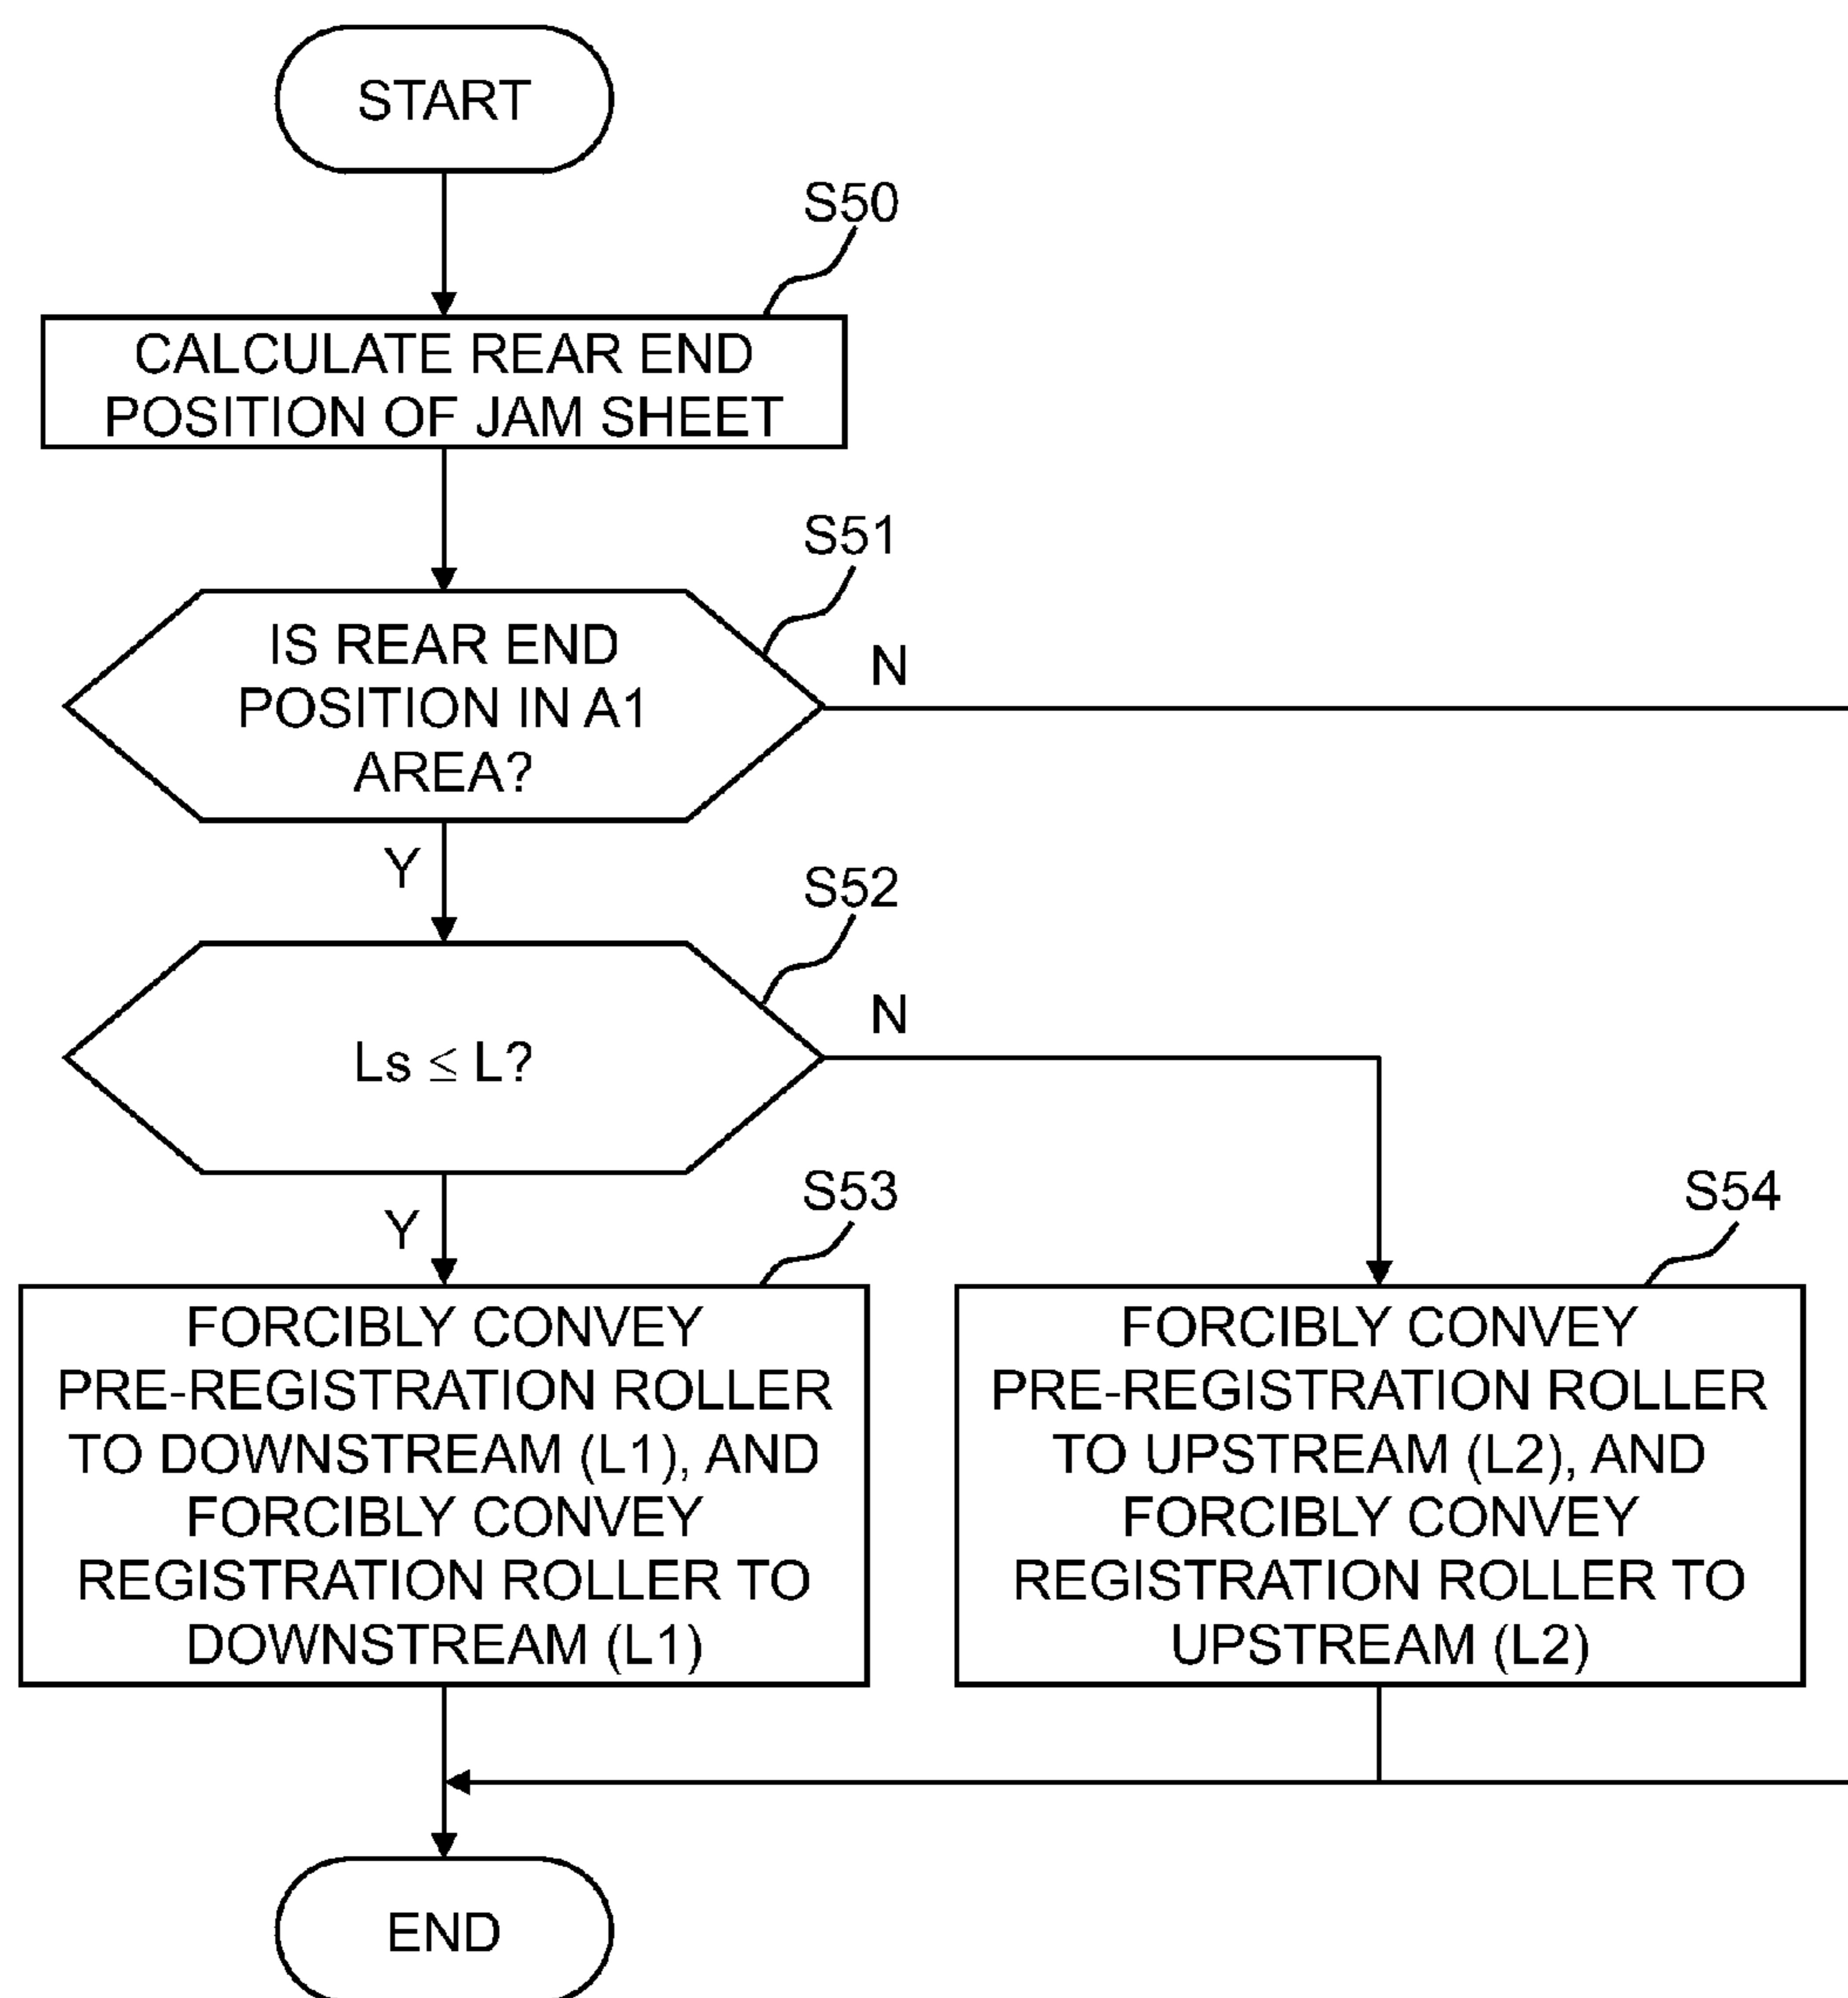 START
S50
CALCULATE REAR END
POSITION OF JAM SHEET
S51
IS REAR END
POSITION IN A1
AREA?
N
Y
S52
Ls ≤ L?
N
Y
S53
FORCIBLY CONVEY
PRE-REGISTRATION ROLLER
TO DOWNSTREAM (L1), AND
FORCIBLY CONVEY
REGISTRATION ROLLER TO
DOWNSTREAM (L1)
S54
FORCIBLY CONVEY
PRE-REGISTRATION ROLLER
TO UPSTREAM (L2), AND
FORCIBLY CONVEY
REGISTRATION ROLLER TO
UPSTREAM (L2)
END